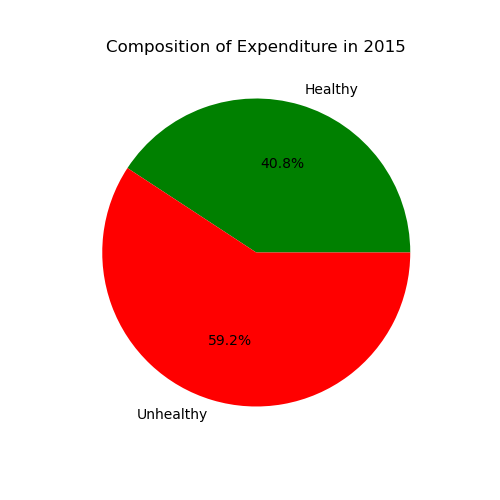 Composition of Expenditure in 2015
Healthy
40.8%
59.2%
Unhealthy